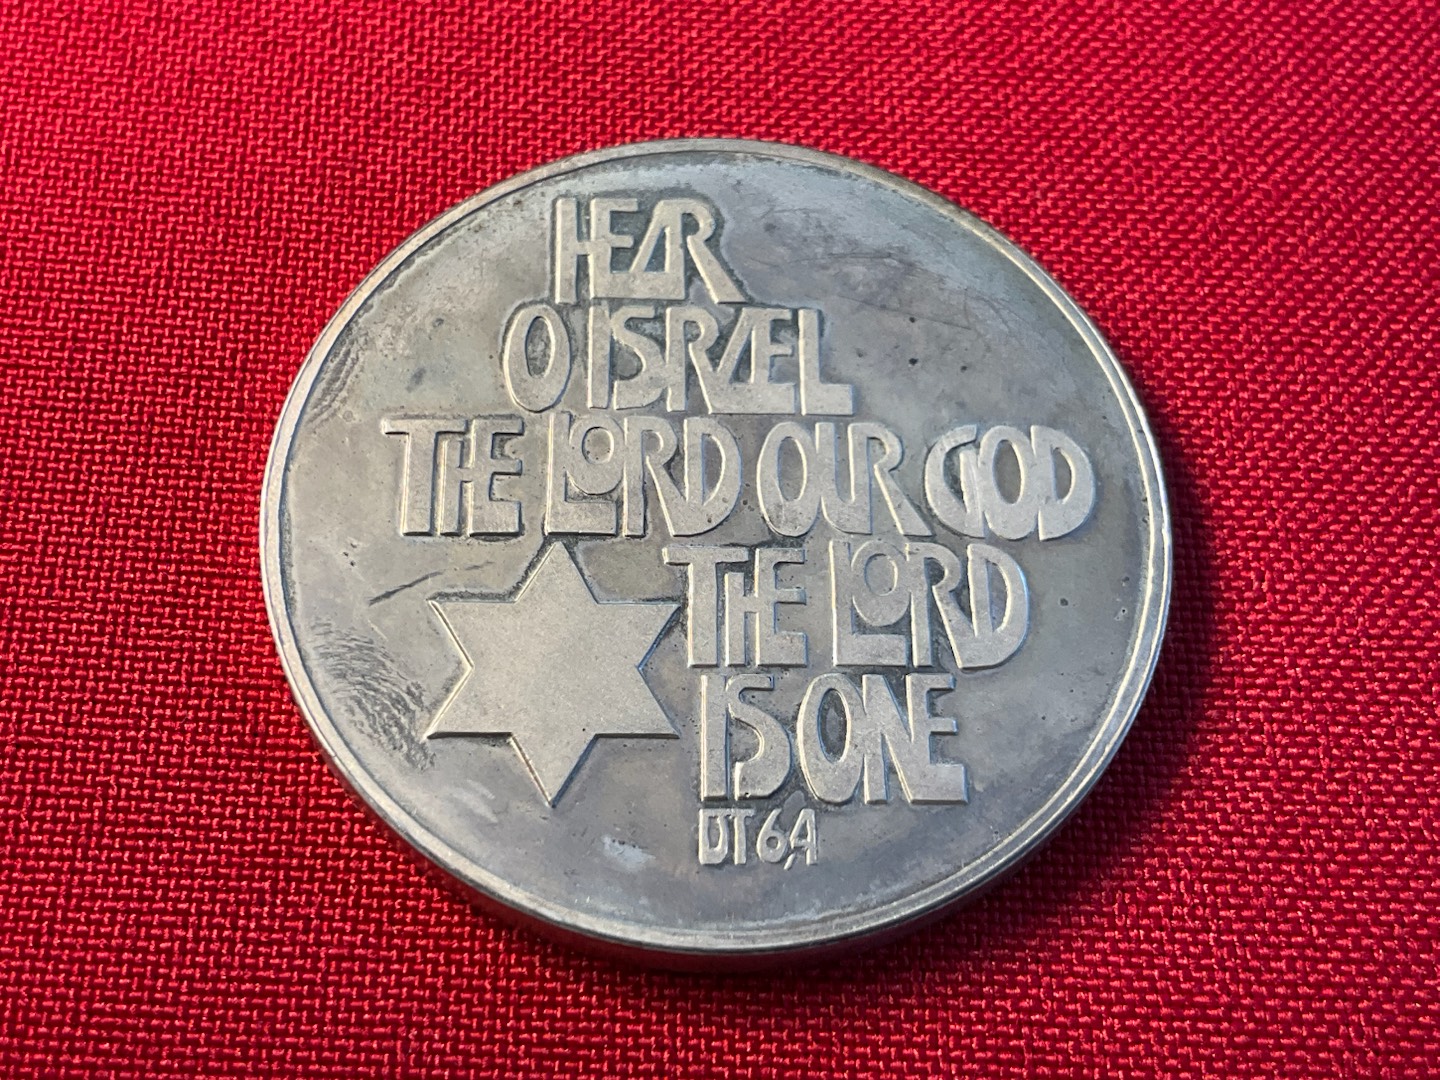 HEAR
O ISRAEL
THE LORD OUR GOD
THE LORD
IS ONE
DT 6,4